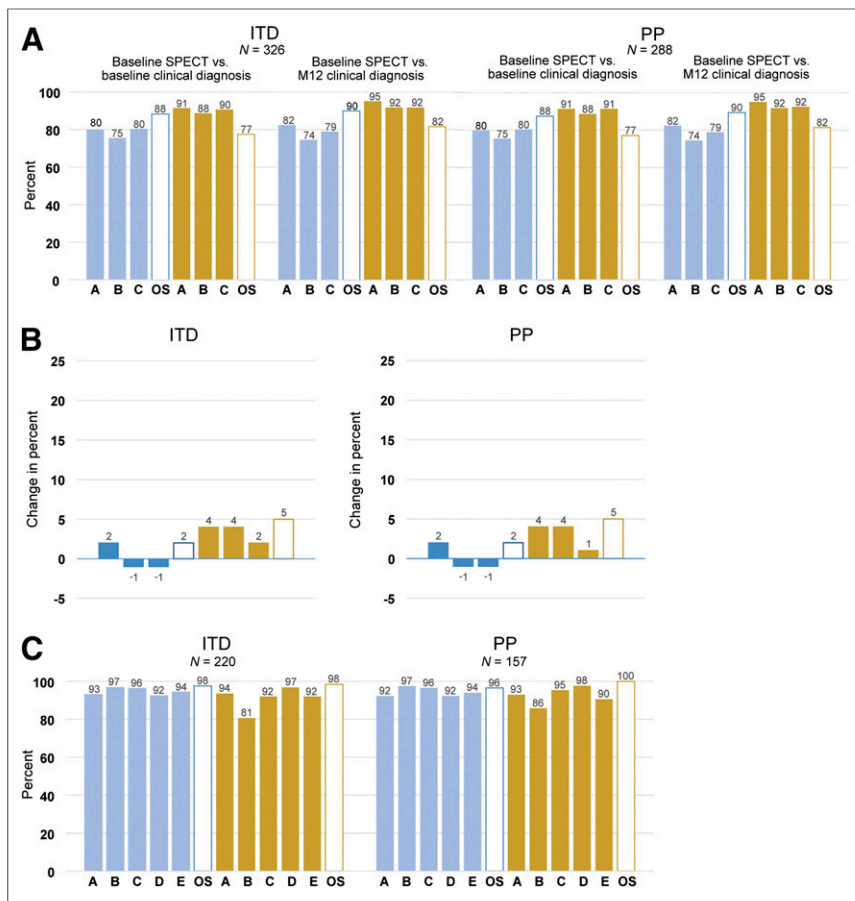 A
ITD
N = 326
PP
N = 288
Baseline SPECT vs.
baseline clinical diagnosis
Baseline SPECT vs.
M12 clinical diagnosis
Baseline SPECT vs.
baseline clinical diagnosis
Baseline SPECT vs.
M12 clinical diagnosis
Percent
100
80
60
40
20
0
80 75 80 88 91 88 90 77
82 74 79 90 95 92 92 82
80 75 80 88 91 88 91 77
82 74 79 90 95 92 92 82
A B C OS A B C OS
A B C OS A B C OS
A B C OS A B C OS
A B C OS A B C OS
B
ITD
Change in percent
25
20
15
10
5
0
-5
2 -1 -1 2 4 4 2 5
PP
Change in percent
25
20
15
10
5
0
-5
2 -1 -1 2 4 4 1 5
C
ITD
N = 220
PP
N = 157
Percent
100
80
60
40
20
0
93 97 96 92 94 98 94 81 92 97 92 98
92 97 96 92 94 96 93 86 95 98 90 100
A B C D E OS A B C D E OS
A B C D E OS A B C D E OS